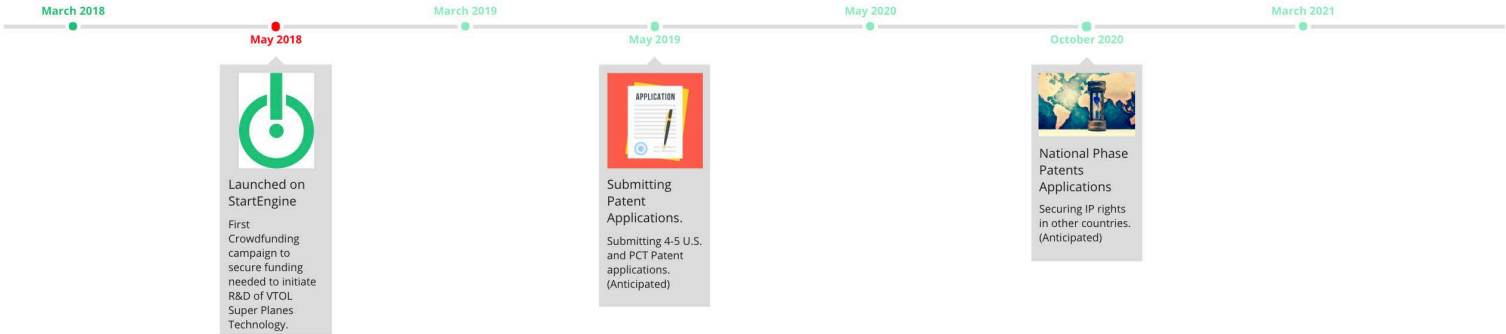 March 2018
March 2019
May 2020
March 2021
May 2018
May 2019
October 2020
APPLICATION
Launched on
StartEngine
First
Crowdfunding
campaign to
secure funding
needed to initiate
R&D of VTOL
Super Planes
Technology.
Submitting
Patent
Applications.
Submitting 4-5 U.S.
and PCT Patent
applications.
(Anticipated)
National Phase
Patents
Applications
Securing IP rights
in other countries.
(Anticipated)